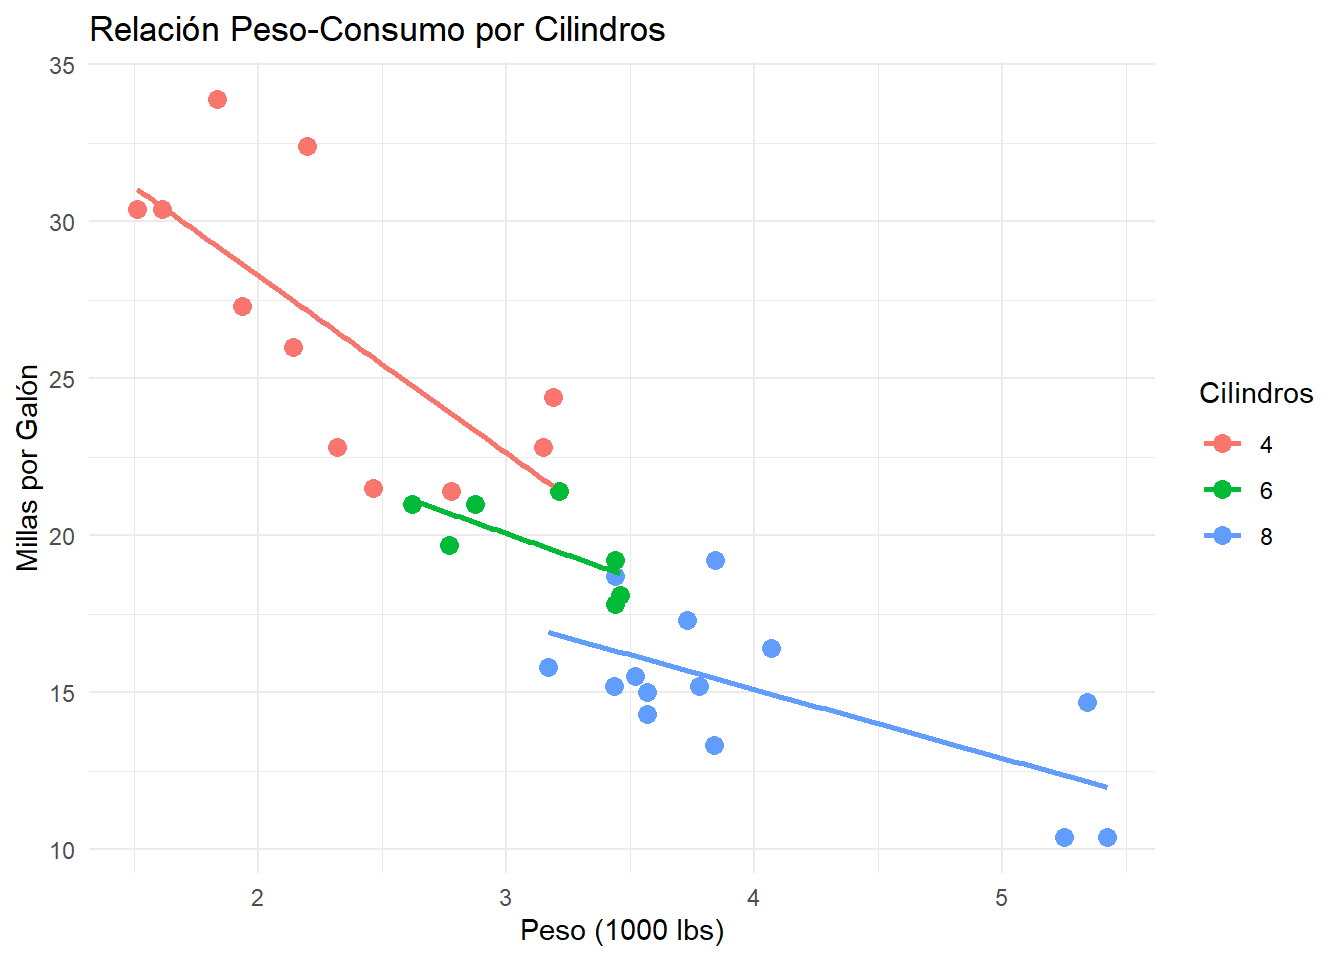 Relación Peso-Consumo por Cilindros
Millas por Galón
35
30
25
20
15
10
2 3 4 5
Peso (1000 lbs)
Cilindros
4
6
8